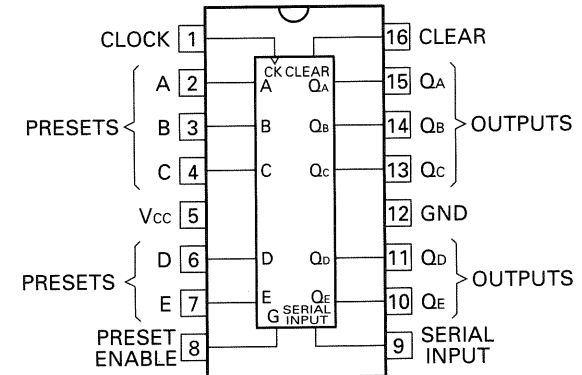 CLOCK 1 16 CLEAR
CK CLEAR
A 2 A QA 15 QA
PRESETS B 3 B QB 14 QB OUTPUTS
C 4 C QC 13 QC
VCC 5 12 GND
D 6 D QD 11 QD
PRESETS OUTPUTS
E 7 E QE 10 QE
G SERIAL INPUT
PRESET ENABLE 8 9 SERIAL INPUT